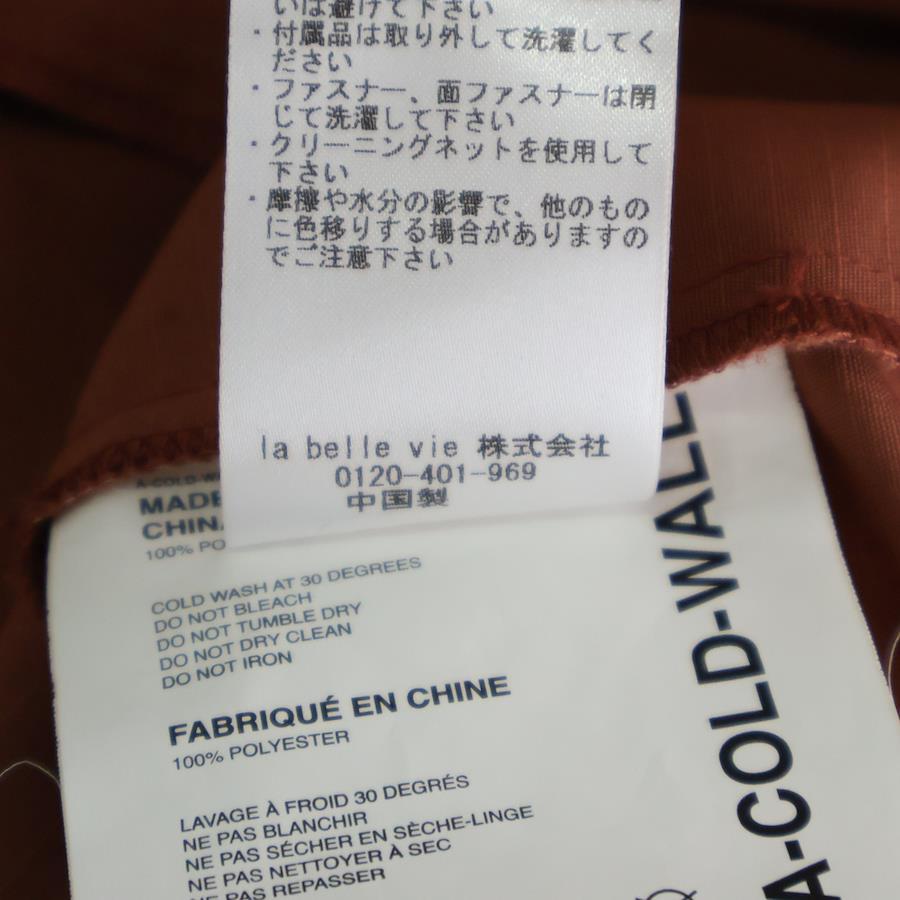 いは避けて下さい
・付属品は取り外して洗濯してく
ださい
・ファスナー、面ファスナーは閉
じて洗濯して下さい
・クリーニングネットを使用して
下さい
・摩擦や水分の影響で、他のもの
に色移りする場合がありますの
でご注意下さい
la belle vie 株式会社
0120-401-969
中国製
A-COLD-W
MADE
CHINA
100% PO
COLD WASH AT 30 DEGREES
DO NOT BLEACH
DO NOT TUMBLE DRY
DO NOT DRY CLEAN
DO NOT IRON
FABRIQUÉ EN CHINE
100% POLYESTER
LAVAGE À FROID 30 DEGRÉS
NE PAS BLANCHIR
NE PAS SÉCHER EN SÈCHE-LINGE
NE PAS NETTOYER À SEC
NE PAS REPASSER
A-COLD-WALL